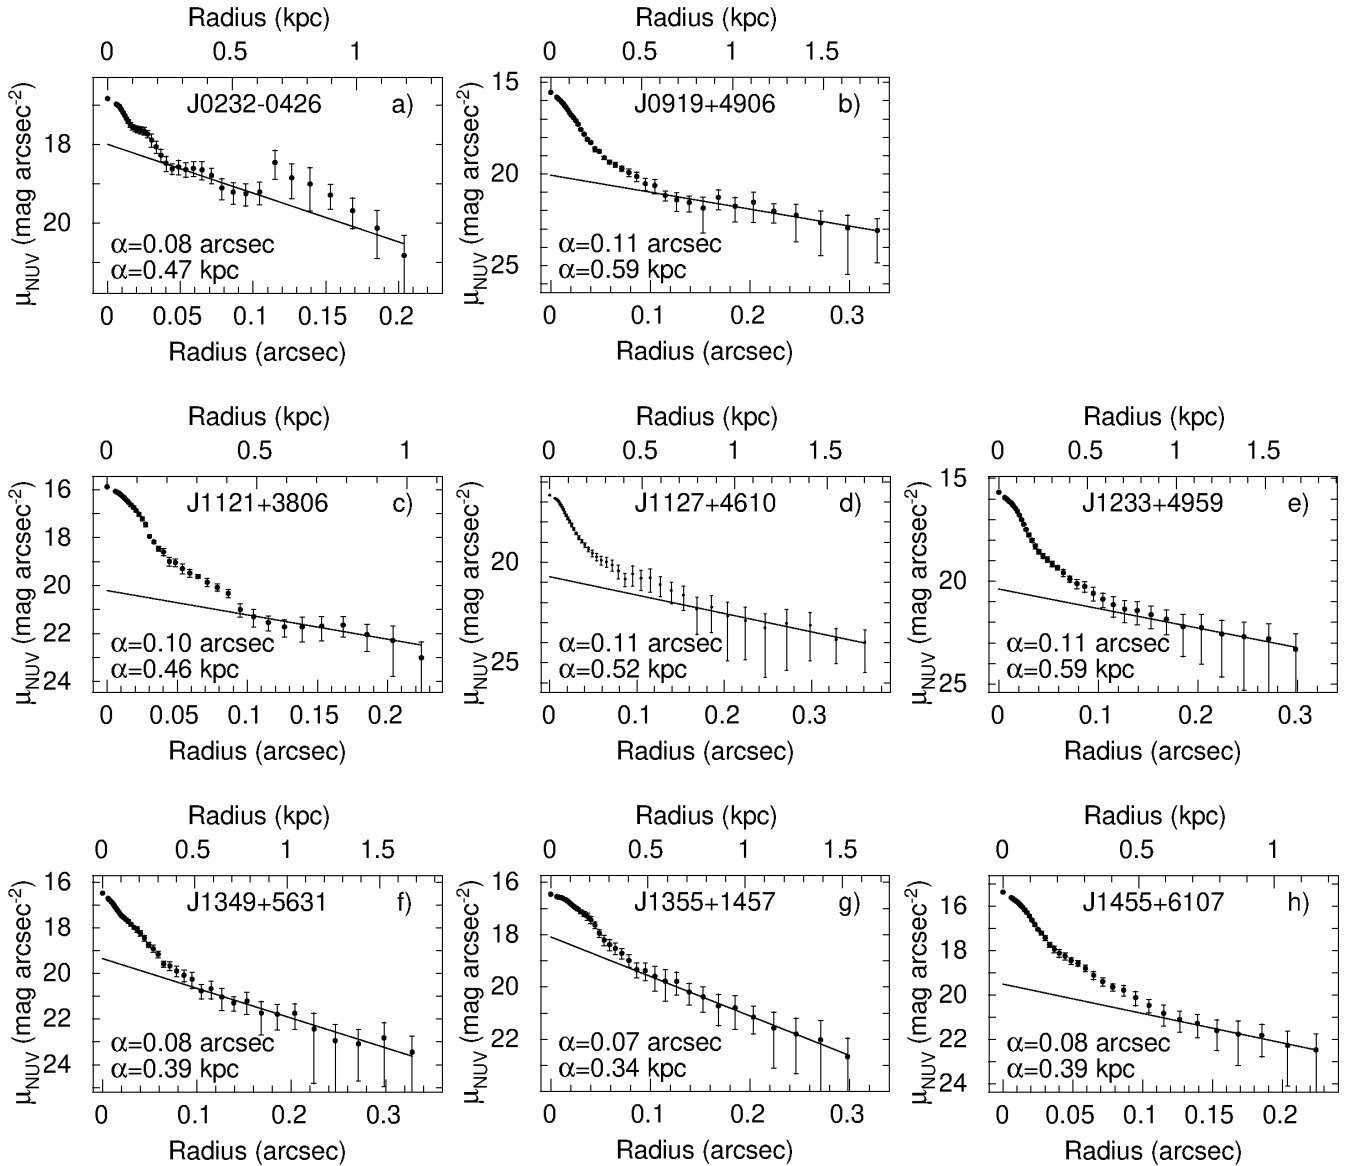 Radius (kpc)
0 0.5 1
μNUV (mag arcsec-2)
18
20
J0232-0426 a)
α=0.08 arcsec
α=0.47 kpc
0 0.05 0.1 0.15 0.2
Radius (arcsec)
Radius (kpc)
0 0.5 1 1.5
μNUV (mag arcsec-2)
15
20
25
J0919+4906 b)
α=0.11 arcsec
α=0.59 kpc
0 0.1 0.2 0.3
Radius (arcsec)
Radius (kpc)
0 0.5 1
μNUV (mag arcsec-2)
16
18
20
22
24
J1121+3806 c)
α=0.10 arcsec
α=0.46 kpc
0 0.05 0.1 0.15 0.2
Radius (arcsec)
Radius (kpc)
0 0.5 1 1.5
μNUV (mag arcsec-2)
20
25
J1127+4610 d)
α=0.11 arcsec
α=0.52 kpc
0 0.1 0.2 0.3
Radius (arcsec)
Radius (kpc)
0 0.5 1 1.5
μNUV (mag arcsec-2)
15
20
25
J1233+4959 e)
α=0.11 arcsec
α=0.59 kpc
0 0.1 0.2 0.3
Radius (arcsec)
Radius (kpc)
0 0.5 1 1.5
μNUV (mag arcsec-2)
16
18
20
22
24
J1349+5631 f)
α=0.08 arcsec
α=0.39 kpc
0 0.1 0.2 0.3
Radius (arcsec)
Radius (kpc)
0 0.5 1 1.5
μNUV (mag arcsec-2)
16
18
20
22
J1355+1457 g)
α=0.07 arcsec
α=0.34 kpc
0 0.1 0.2 0.3
Radius (arcsec)
Radius (kpc)
0 0.5 1
μNUV (mag arcsec-2)
16
18
20
22
24
J1455+6107 h)
α=0.08 arcsec
α=0.39 kpc
0 0.05 0.1 0.15 0.2
Radius (arcsec)